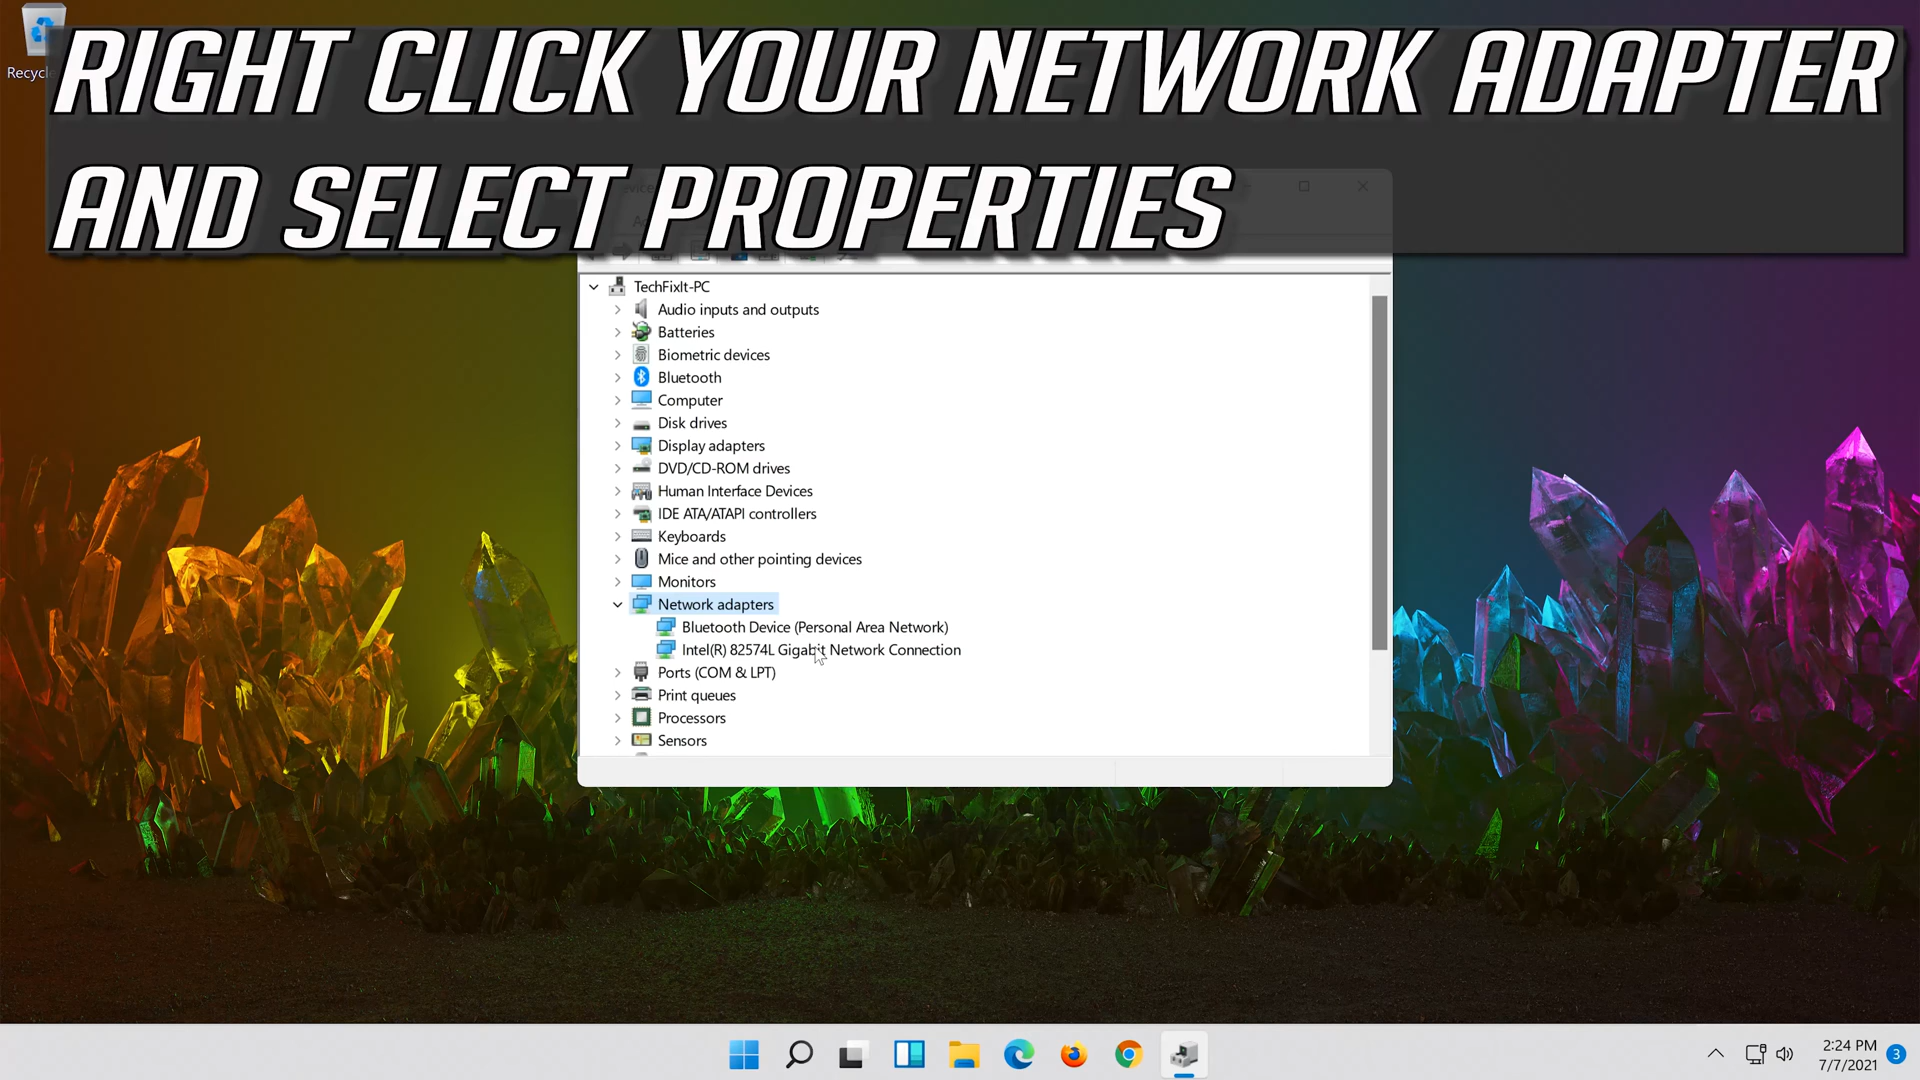 RIGHT CLICK YOUR NETWORK ADAPTER
AND SELECT PROPERTIES
TechFixIt-PC
Audio inputs and outputs
Batteries
Biometric devices
Bluetooth
Computer
Disk drives
Display adapters
DVD/CD-ROM drives
Human Interface Devices
IDE ATA/ATAPI controllers
Keyboards
Mice and other pointing devices
Monitors
Network adapters
Bluetooth Device (Personal Area Network)
Intel(R) 82574L Gigabit Network Connection
Ports (COM & LPT)
Print queues
Processors
Sensors
2:24 PM
7/7/2021
3